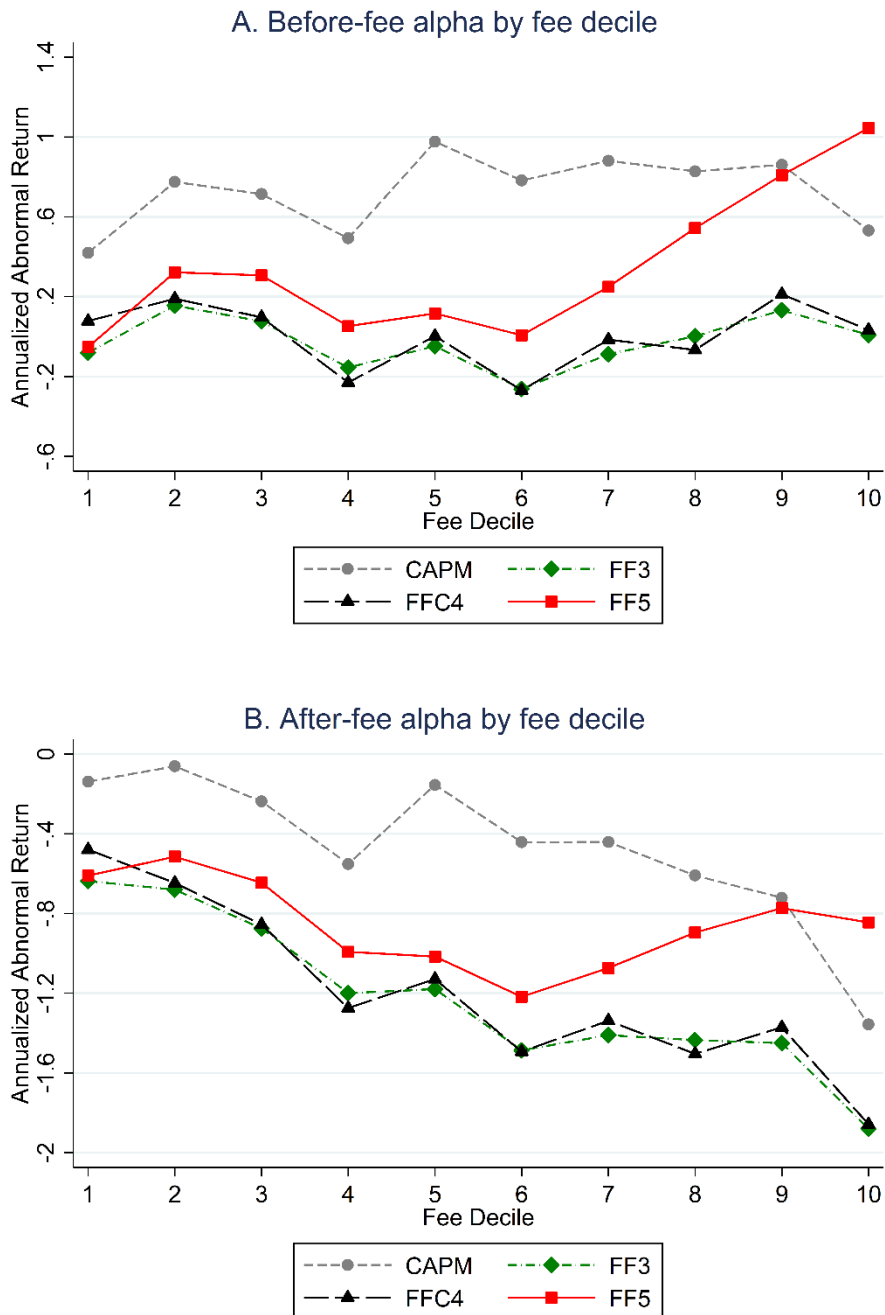 A. Before-fee alpha by fee decile
Annualized Abnormal Return
1.4
1
.6
.2
-.2
-.6
1 2 3 4 5 6 7 8 9 10
Fee Decile
CAPM FF3
FFC4 FF5
B. After-fee alpha by fee decile
Annualized Abnormal Return
0
-.4
-.8
-1.2
-1.6
-2
1 2 3 4 5 6 7 8 9 10
Fee Decile
CAPM FF3
FFC4 FF5